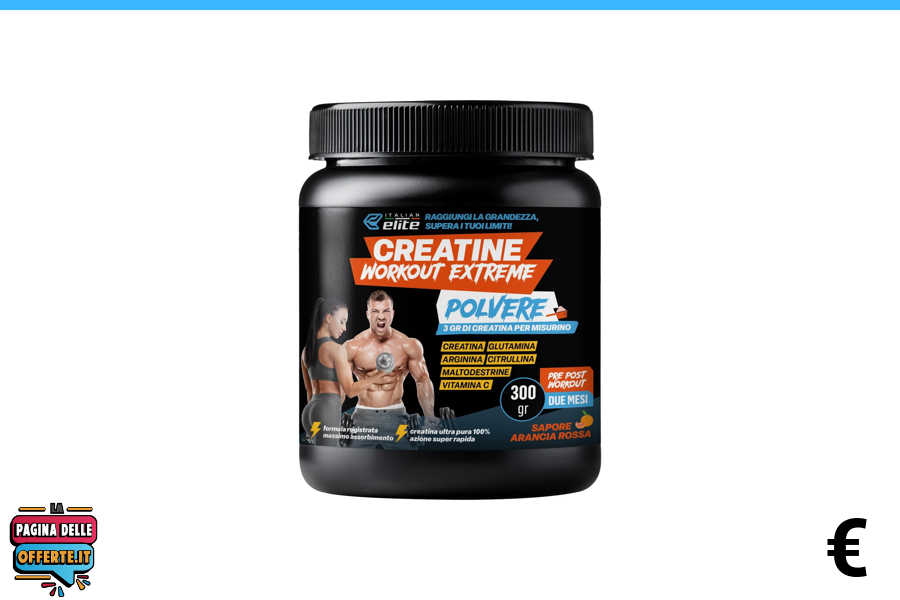 ITALIAN
elite
RAGGIUNGI LA GRANDEZZA,
SUPERA I TUOI LIMITI!
CREATINE
WORKOUT EXTREME
POLVERE
3 GR DI CREATINA PER MISURINO
CREATINA GLUTAMINA
ARGININA CITRULLINA
MALTODESTRINE
VITAMINA C
300
gr
PRE POST
WORKOUT
DUE MESI
SAPORE
ARANCIA ROSSA
formula registrata
massimo assorbimento
creatina ultra pura 100%
azione super rapida
LA
PAGINA DELLE
OFFERTE.IT
€